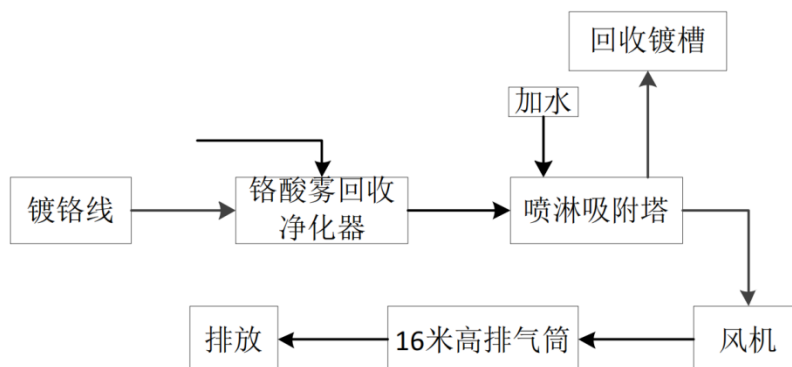 回收镀槽
加水
镀铬线
铬酸雾回收
净化器
喷淋吸附塔
排放
16米高排气筒
风机